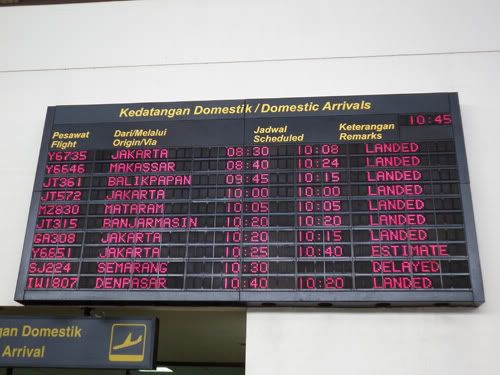 Kedatangan Domestik / Domestic Arrivals
10:45
Pesawat Dari/Melalui Jadwal Keterangan
Flight Origin/Via Scheduled Remarks
Y6735 JAKARTA 08:30 10:08 LANDED
Y6646 MAKASSAR 08:40 10:24 LANDED
JT361 BALIKPAPAN 09:45 10:15 LANDED
JT572 JAKARTA 10:00 10:00 LANDED
MZ830 MATARAM 10:05 10:05 LANDED
JT315 BANJARMASIN 10:20 10:20 LANDED
GA308 JAKARTA 10:20 10:15 LANDED
Y6651 JAKARTA 10:25 10:40 ESTIMATE
SJ224 SEMARANG 10:30 DELAYED
IW1807 DENPASAR 10:40 10:20 LANDED
gan Domestik
Arrival